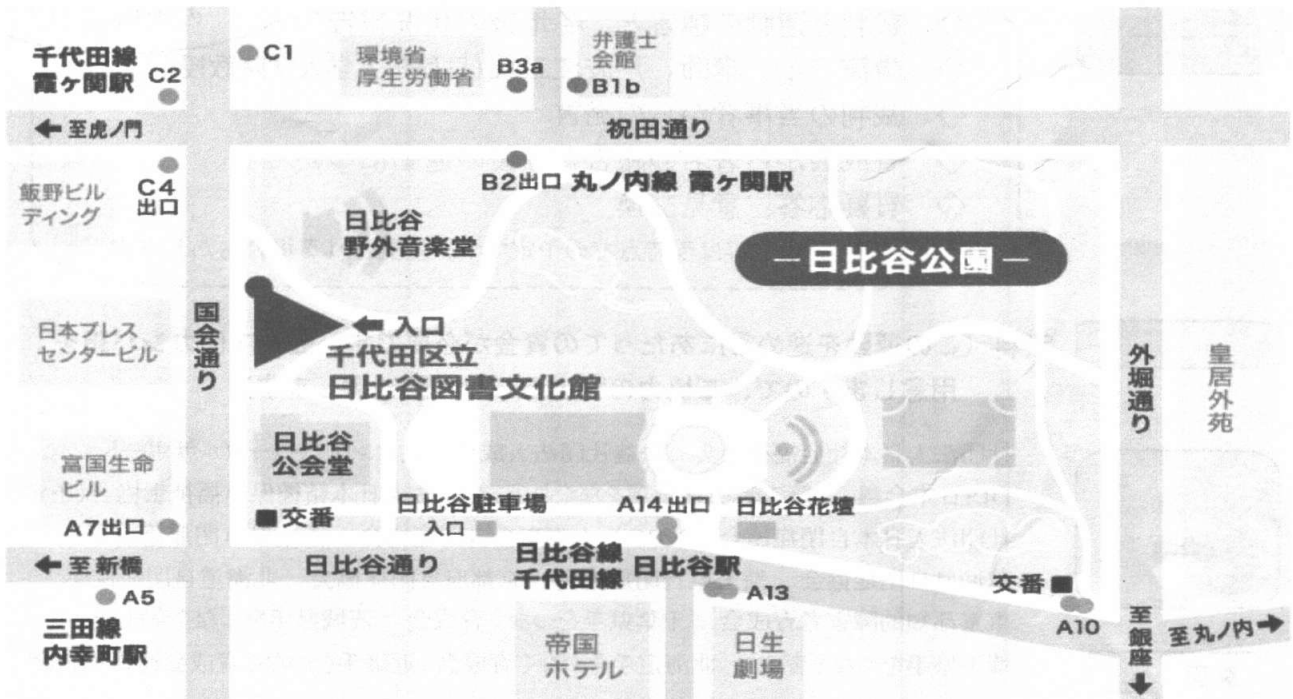 千代田線
霞ヶ関駅
C2
C1
環境省
厚生労働省
B3a
弁護士
会館
B1b
←至虎ノ門
祝田通り
飯野ビル
ディング
C4
出口
B2出口 丸ノ内線 霞ヶ関駅
日比谷
野外音楽堂
―日比谷公園―
日本プレス
センタービル
国会通り
←入口
千代田区立
日比谷図書文化館
外堀通り
皇居外苑
富国生命
ビル
日比谷
公会堂
A7出口
■交番
日比谷駐車場
入口
A14出口
日比谷花壇
←至新橋
日比谷通り
日比谷線
千代田線
日比谷駅
A13
交番■
A5
A10
三田線
内幸町駅
帝国
ホテル
日生
劇場
至銀座↓
至丸ノ内→